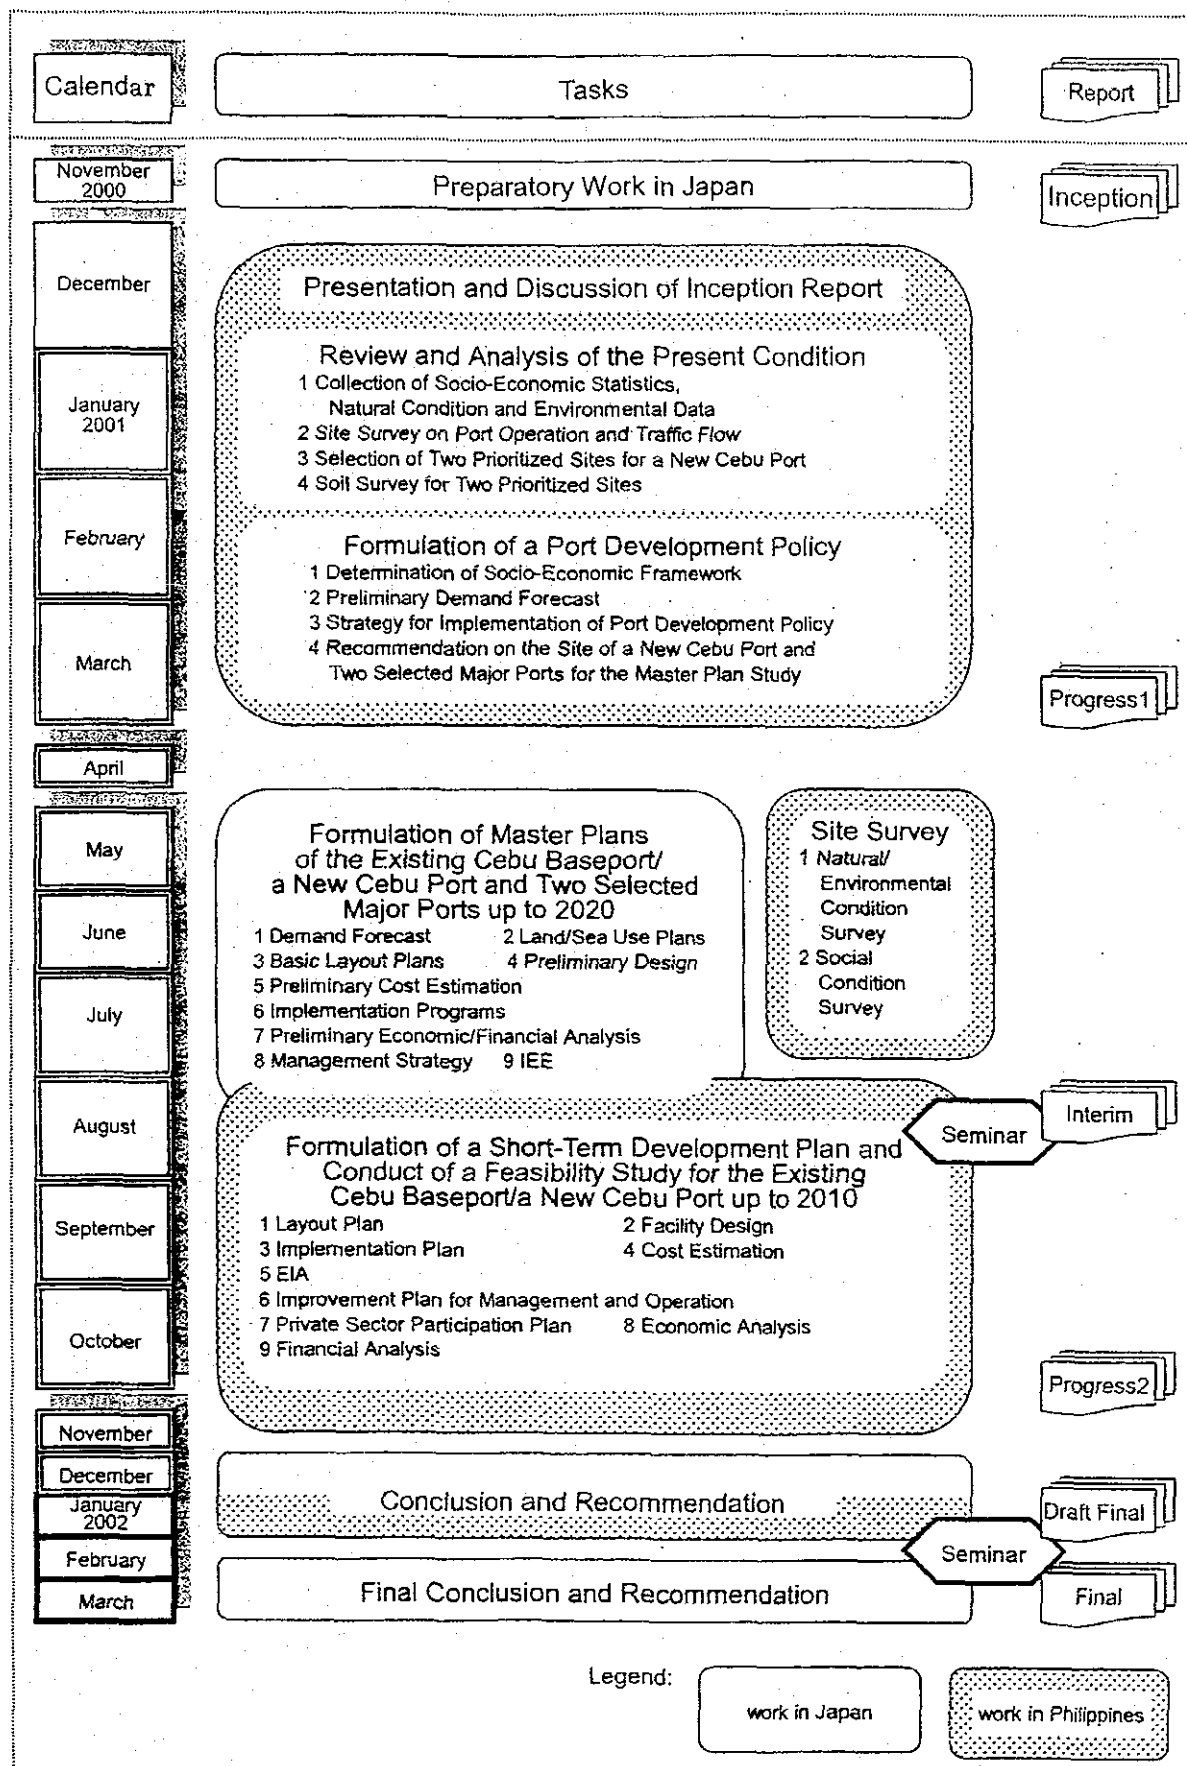 Calendar
Tasks
Report
November
2000
Preparatory Work in Japan
Inception
December
Presentation and Discussion of Inception Report
January
2001
Review and Analysis of the Present Condition
1 Collection of Socio-Economic Statistics,
Natural Condition and Environmental Data
2 Site Survey on Port Operation and Traffic Flow
3 Selection of Two Prioritized Sites for a New Cebu Port
4 Soil Survey for Two Prioritized Sites
February
Formulation of a Port Development Policy
1 Determination of Socio-Economic Framework
2 Preliminary Demand Forecast
3 Strategy for Implementation of Port Development Policy
4 Recommendation on the Site of a New Cebu Port and
Two Selected Major Ports for the Master Plan Study
March
Progress1
April
May
Formulation of Master Plans
of the Existing Cebu Baseport/
a New Cebu Port and Two Selected
Major Ports up to 2020
1 Demand Forecast 2 Land/Sea Use Plans
3 Basic Layout Plans 4 Preliminary Design
5 Preliminary Cost Estimation
6 Implementation Programs
7 Preliminary Economic/Financial Analysis
8 Management Strategy 9 IEE
Site Survey
1 Natural/
Environmental
Condition
Survey
2 Social
Condition
Survey
June
July
August
Seminar
Interim
Formulation of a Short-Term Development Plan and
Conduct of a Feasibility Study for the Existing
Cebu Baseport/a New Cebu Port up to 2010
1 Layout Plan 2 Facility Design
3 Implementation Plan 4 Cost Estimation
5 EIA
6 Improvement Plan for Management and Operation
7 Private Sector Participation Plan 8 Economic Analysis
9 Financial Analysis
September
October
Progress2
November
December
January
2002
Conclusion and Recommendation
Draft Final
February
Seminar
March
Final Conclusion and Recommendation
Final
Legend:
work in Japan
work in Philippines